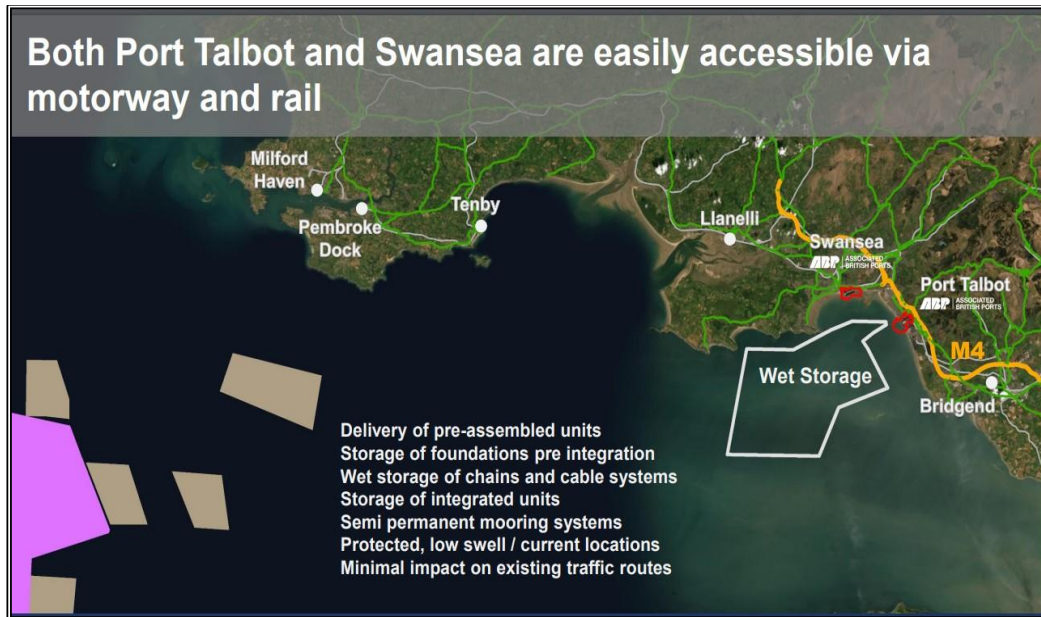 Both Port Talbot and Swansea are easily accessible via
motorway and rail
Milford
Haven
Pembroke
Dock
Tenby
Llanelli
Swansea
ABP ASSOCIATED
BRITISH PORTS
Port Talbot
ABP ASSOCIATED
BRITISH PORTS
M4
Wet Storage
Bridgend
Delivery of pre-assembled units
Storage of foundations pre integration
Wet storage of chains and cable systems
Storage of integrated units
Semi permanent mooring systems
Protected, low swell / current locations
Minimal impact on existing traffic routes